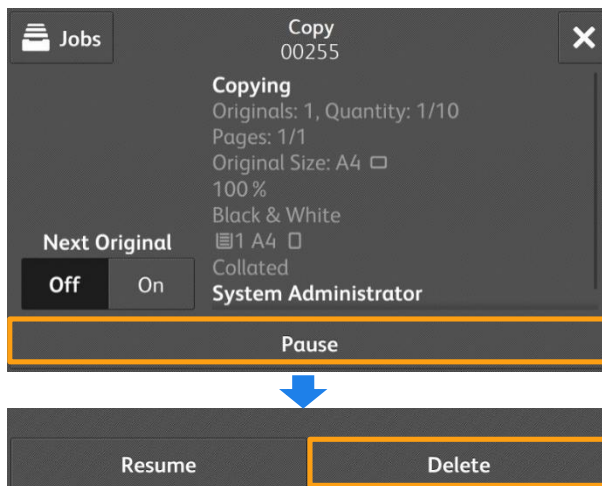 Jobs
Copy
00255
Copying
Originals: 1, Quantity: 1/10
Pages: 1/1
Original Size: A4
100 %
Black & White
1 A4
Collated
System Administrator
Next Original
Off
On
Pause
Resume
Delete